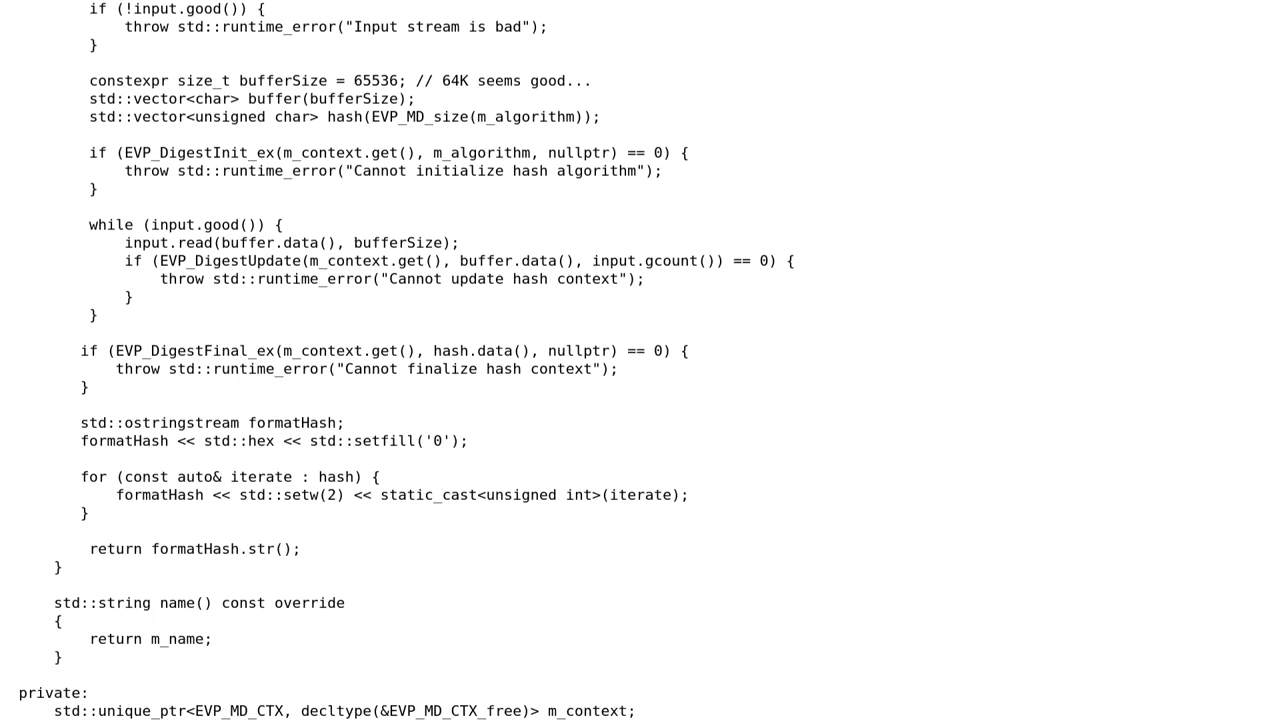 if (!input.good()) {
            throw std::runtime_error("Input stream is bad");
        }

        constexpr size_t bufferSize = 65536; // 64K seems good...
        std::vector<char> buffer(bufferSize);
        std::vector<unsigned char> hash(EVP_MD_size(m_algorithm));

        if (EVP_DigestInit_ex(m_context.get(), m_algorithm, nullptr) == 0) {
            throw std::runtime_error("Cannot initialize hash algorithm");
        }

        while (input.good()) {
            input.read(buffer.data(), bufferSize);
            if (EVP_DigestUpdate(m_context.get(), buffer.data(), input.gcount()) == 0) {
                throw std::runtime_error("Cannot update hash context");
            }
        }

       if (EVP_DigestFinal_ex(m_context.get(), hash.data(), nullptr) == 0) {
           throw std::runtime_error("Cannot finalize hash context");
       }

       std::ostringstream formatHash;
       formatHash << std::hex << std::setfill('0');

       for (const auto& iterate : hash) {
           formatHash << std::setw(2) << static_cast<unsigned int>(iterate);
       }

        return formatHash.str();
    }

    std::string name() const override
    {
        return m_name;
    }

private:
    std::unique_ptr<EVP_MD_CTX, decltype(&EVP_MD_CTX_free)> m_context;